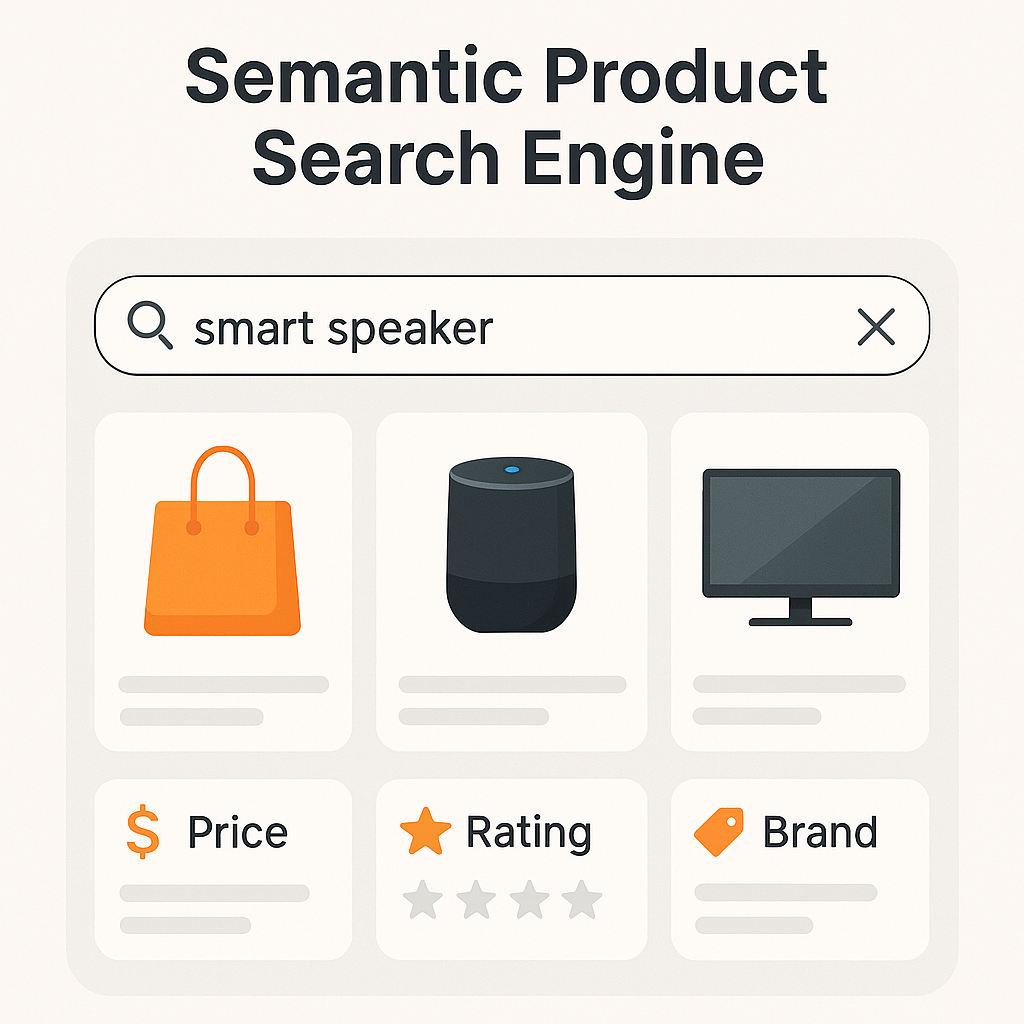 Semantic Product
Search Engine
smart speaker
$ Price
Rating
Brand